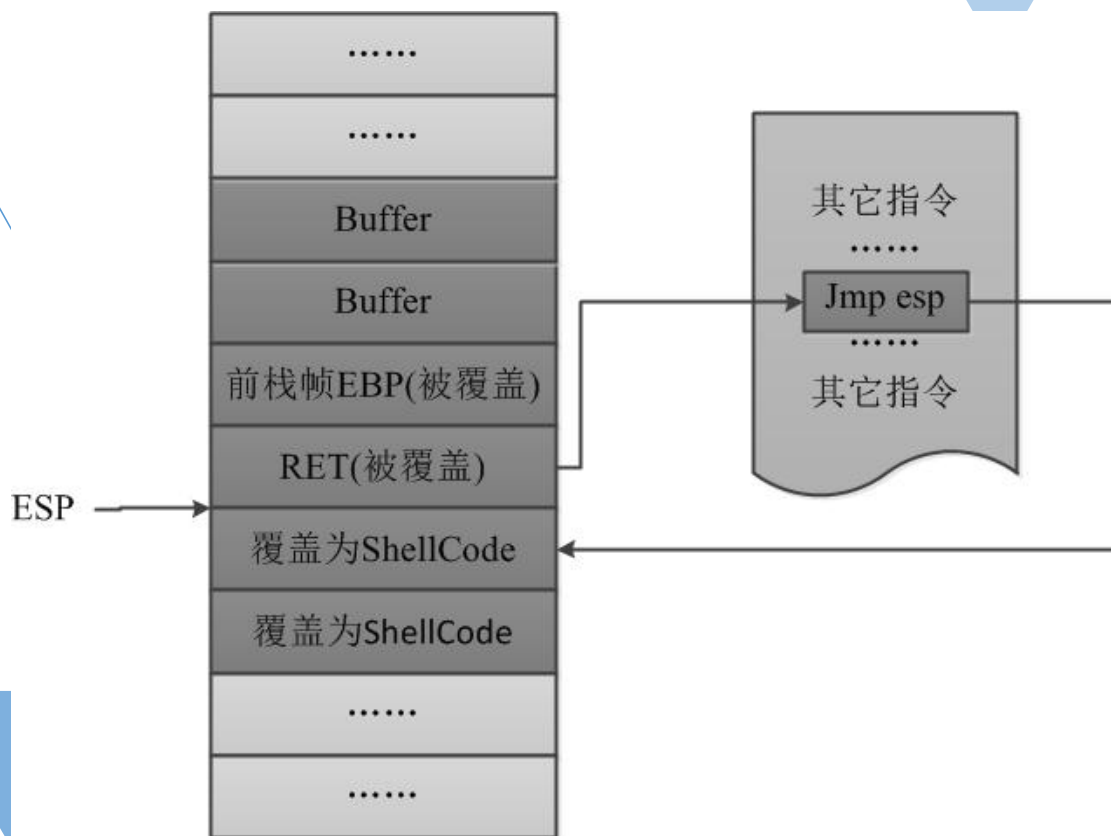 ……
……
Buffer
Buffer
前栈帧EBP(被覆盖)
RET(被覆盖)
ESP
覆盖为ShellCode
覆盖为ShellCode
……
……
其它指令
……
Jmp esp
……
其它指令